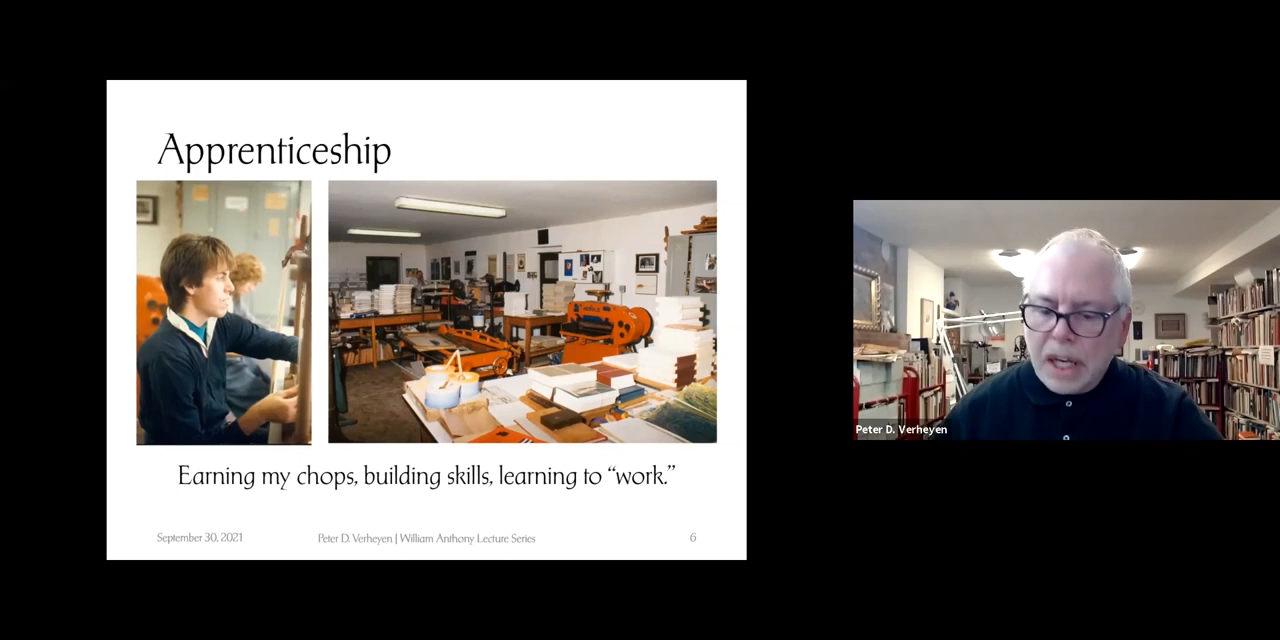 Apprenticeship
Earning my chops, building skills, learning to “work.”
September 30, 2021
Peter D. Verheyen | William Anthony Lecture Series
6
Peter D. Verheyen